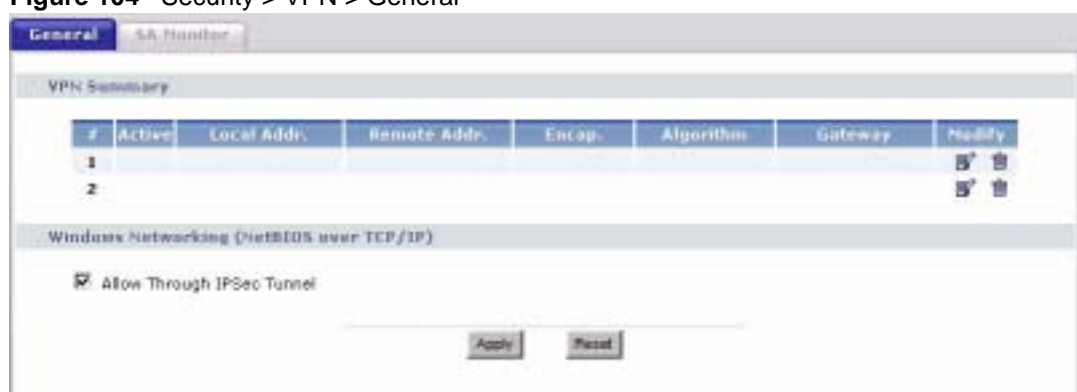 Figure 104 Security > VPN > General
General SA Monitor
VPN Summary
# Active Local Addr. Remote Addr. Encap. Algorithm Gateway Modify
1
2
Windows Networking (NetBIOS over TCP/IP)
Allow Through IPSec Tunnel
Apply Reset